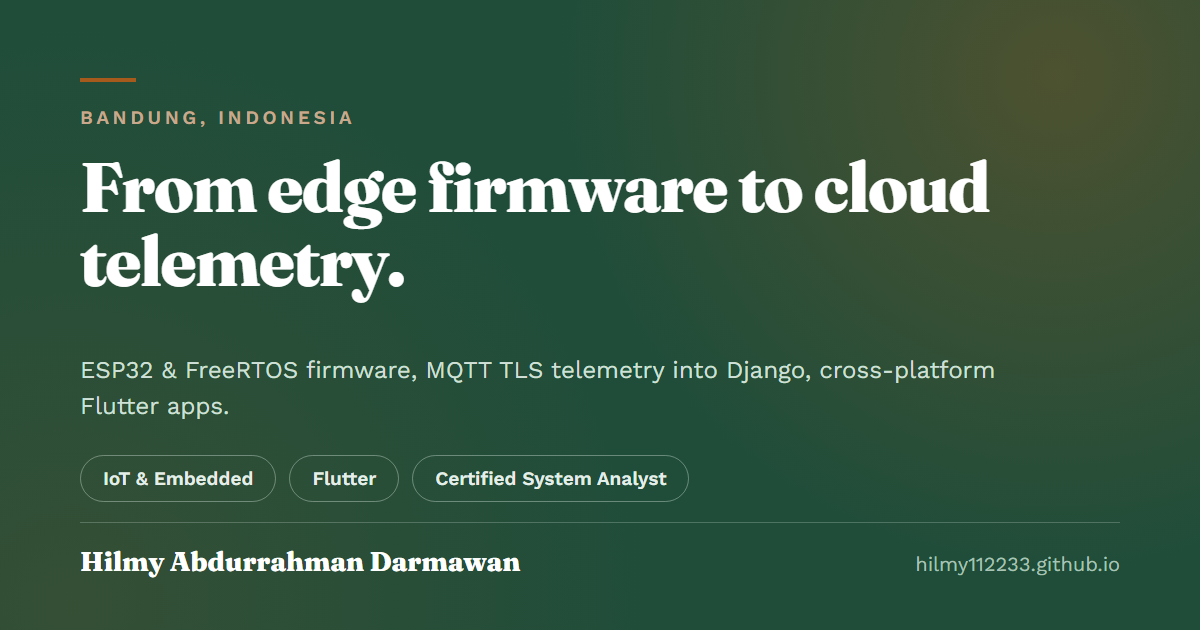 BANDUNG, INDONESIA
From edge firmware to cloud
telemetry.
ESP32 & FreeRTOS firmware, MQTT TLS telemetry into Django, cross-platform
Flutter apps.
IoT & Embedded
Flutter
Certified System Analyst
Hilmy Abdurrahman Darmawan
hilmy112233.github.io